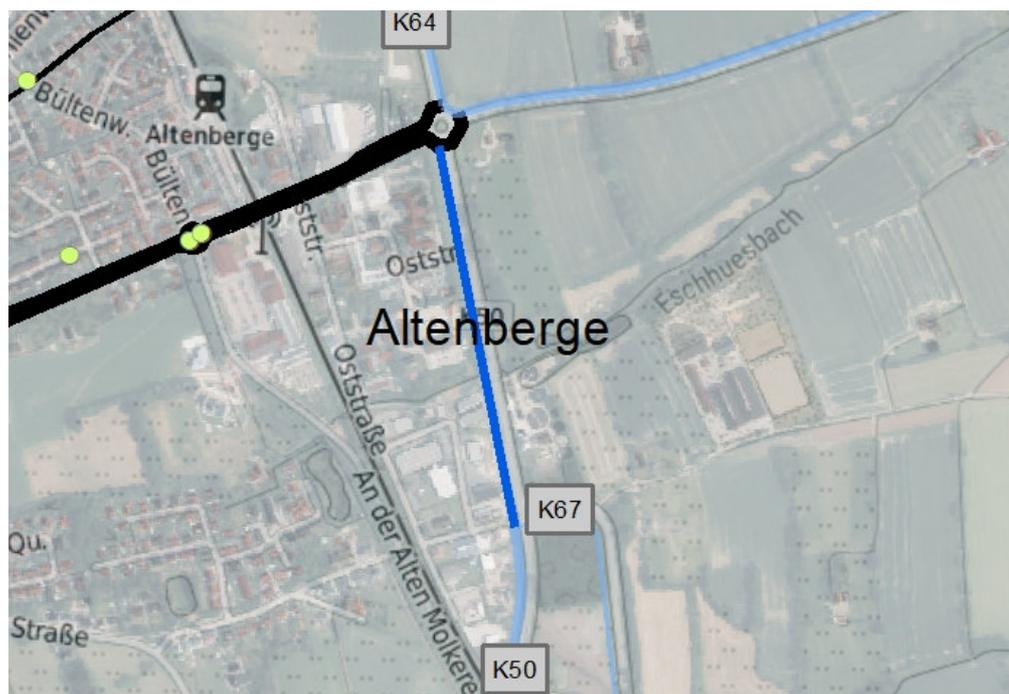 K64
Bültenw.
Altenberge
Bülten
Oststr
Eschhuesbach
Altenberge
Oststraße
An der Alten Molkere
K67
Qu.
Straße
K50